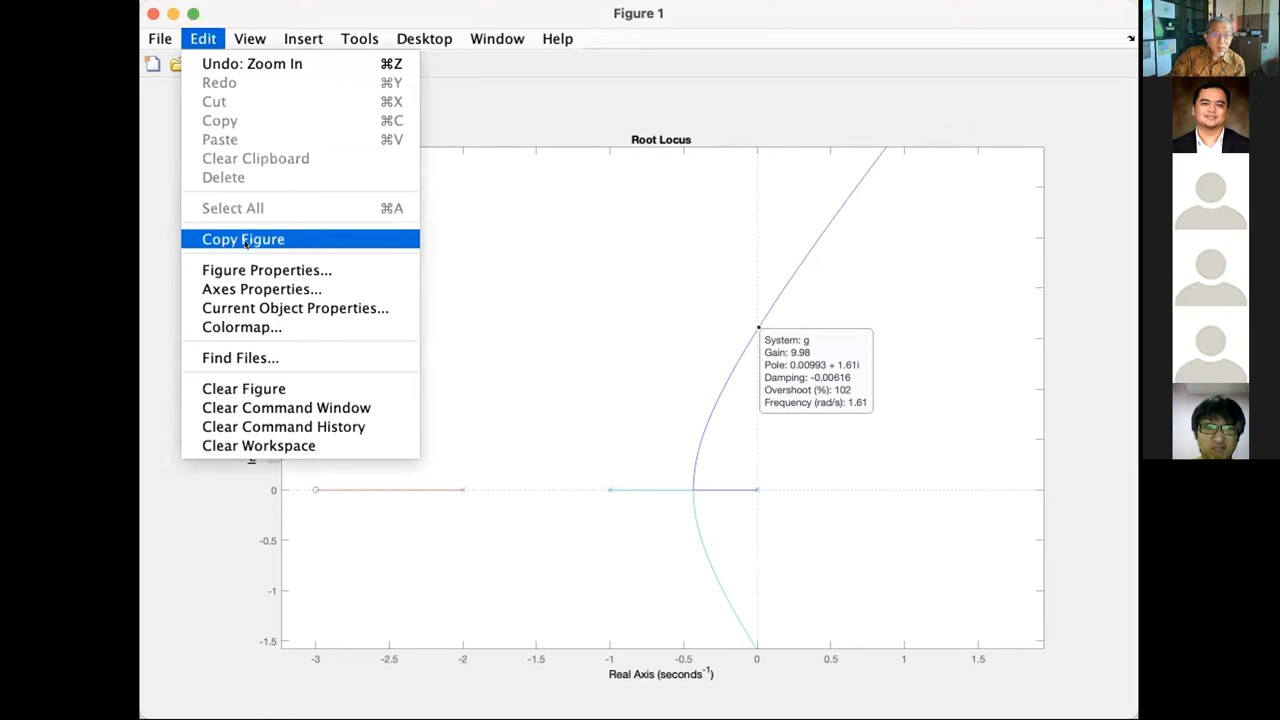 Figure 1
File Edit View Insert Tools Desktop Window Help
Undo: Zoom In ⌘Z
Redo ⌘Y
Cut ⌘X
Copy ⌘C
Paste ⌘V
Clear Clipboard
Delete
Select All ⌘A
Copy Figure
Figure Properties...
Axes Properties...
Current Object Properties...
Colormap...
Find Files...
Clear Figure
Clear Command Window
Clear Command History
Clear Workspace
Root Locus
System: g
Gain: 9.98
Pole: 0.00993 + 1.61i
Damping: -0.00616
Overshoot (%): 102
Frequency (rad/s): 1.61
0
-0.5
-1
-1.5
-3 -2 -1.5 -1 -0.5 0 0.5 1 1.5
Real Axis (seconds⁻¹)